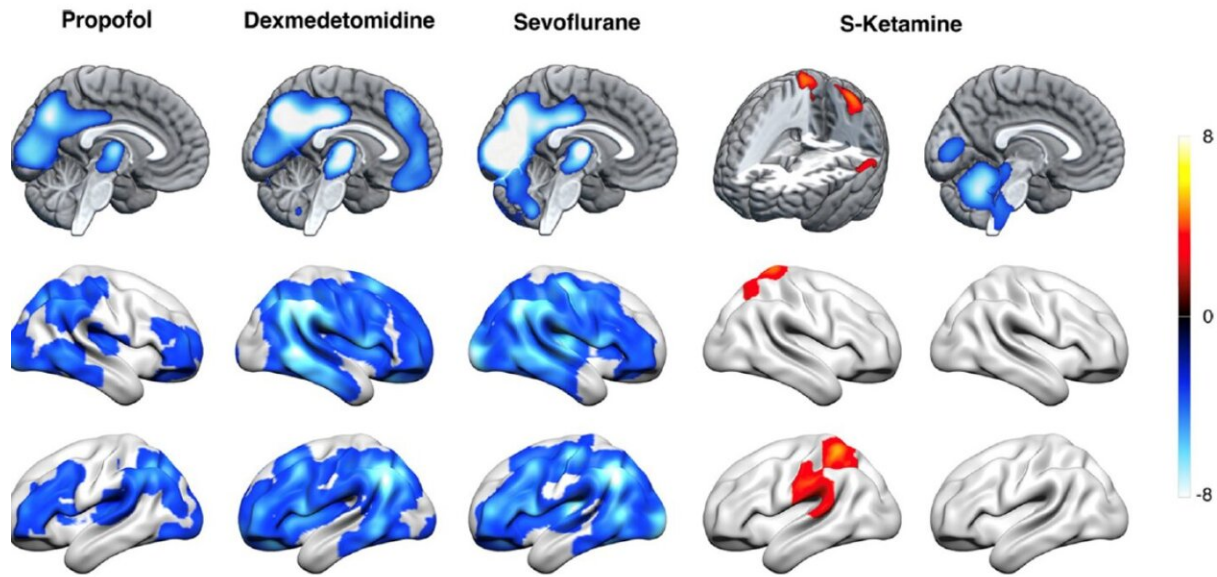 Propofol
Dexmedetomidine
Sevoflurane
S-Ketamine
8
0
-8